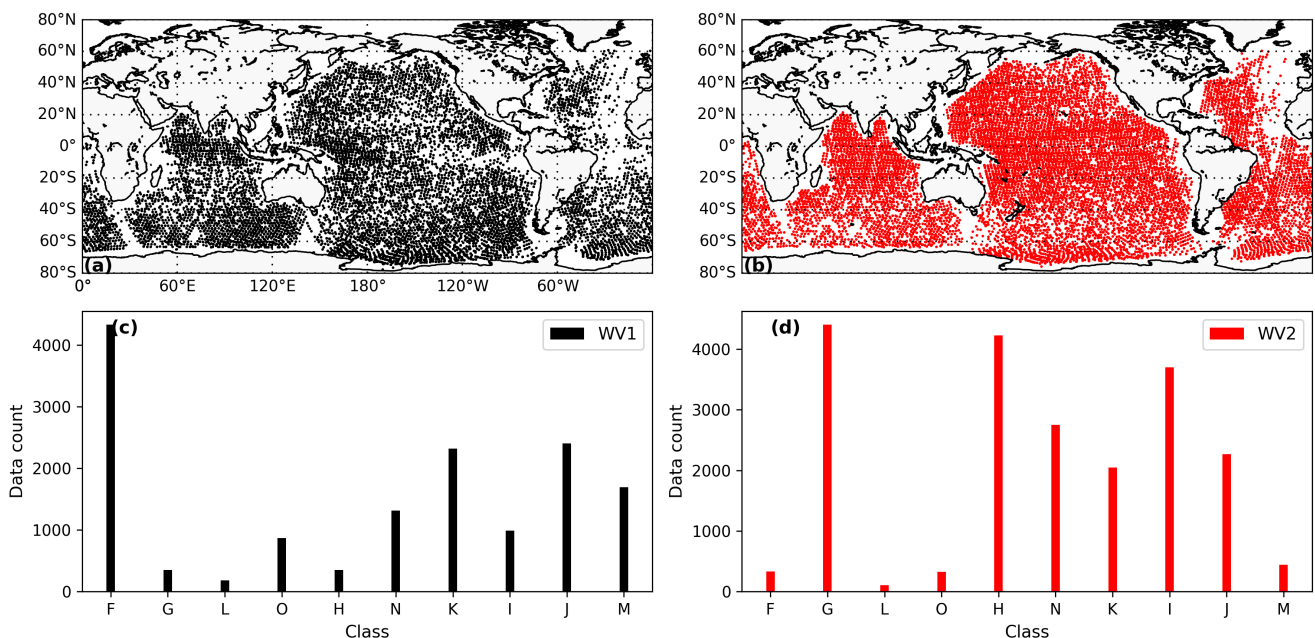 80°N
60°N
40°N
20°N
0°
20°S
40°S
60°S
80°S
(a)
60°E
120°E
180°
120°W
60°W
80°N
60°N
40°N
20°N
0°
20°S
40°S
60°S
80°S
(b)
(c)
WV1
4000
3000
2000
1000
0
Data count
F G L O H N K I J M
Class
(d)
WV2
4000
3000
2000
1000
0
Data count
F G L O H N K I J M
Class